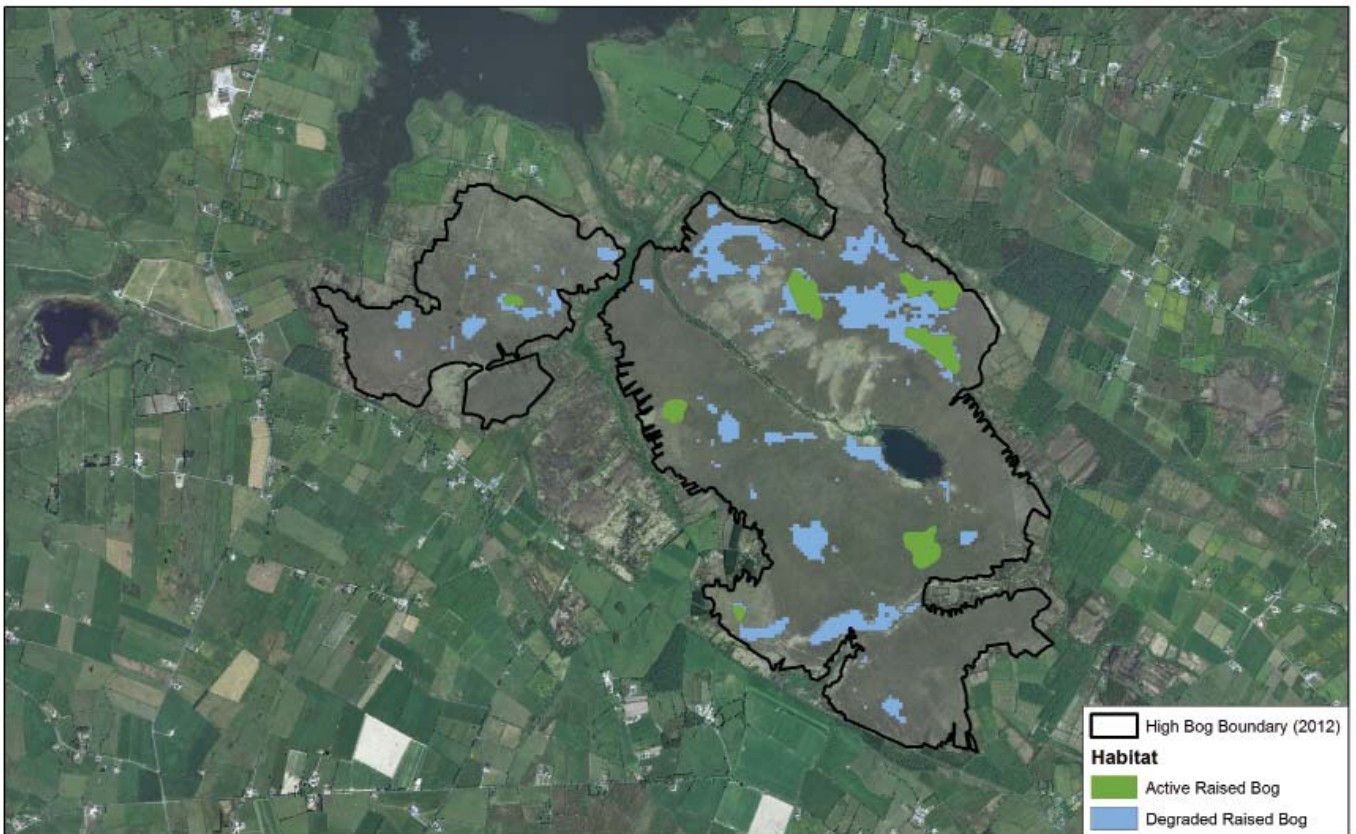 High Bog Boundary (2012)
Habitat
Active Raised Bog
Degraded Raised Bog